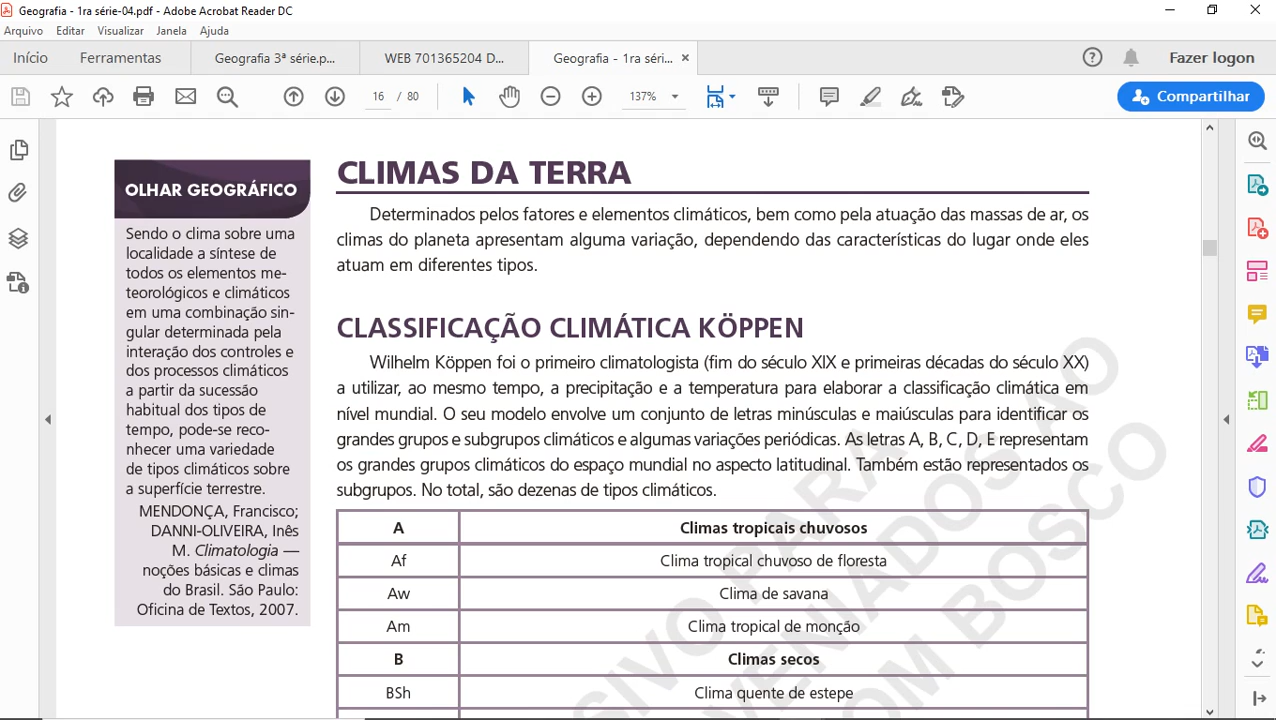 Geografia - 1ra série-04.pdf - Adobe Acrobat Reader DC
Arquivo Editar Visualizar Janela Ajuda
Início Ferramentas Geografia 3ª série.p... WEB 701365204 D... Geografia - 1ra séri... × Fazer logon
16 / 80 137% Compartilhar
OLHAR GEOGRÁFICO
Sendo o clima sobre uma
localidade a síntese de
todos os elementos me-
teorológicos e climáticos
em uma combinação sin-
gular determinada pela
interação dos controles e
dos processos climáticos
a partir da sucessão
habitual dos tipos de
tempo, pode-se reco-
nhecer uma variedade
de tipos climáticos sobre
a superfície terrestre.
MENDONÇA, Francisco;
DANNI-OLIVEIRA, Inês
M. Climatologia —
noções básicas e climas
do Brasil. São Paulo:
Oficina de Textos, 2007.
CLIMAS DA TERRA
Determinados pelos fatores e elementos climáticos, bem como pela atuação das massas de ar, os
climas do planeta apresentam alguma variação, dependendo das características do lugar onde eles
atuam em diferentes tipos.
CLASSIFICAÇÃO CLIMÁTICA KÖPPEN
Wilhelm Köppen foi o primeiro climatologista (fim do século XIX e primeiras décadas do século XX)
a utilizar, ao mesmo tempo, a precipitação e a temperatura para elaborar a classificação climática em
nível mundial. O seu modelo envolve um conjunto de letras minúsculas e maiúsculas para identificar os
grandes grupos e subgrupos climáticos e algumas variações periódicas. As letras A, B, C, D, E representam
os grandes grupos climáticos do espaço mundial no aspecto latitudinal. Também estão representados os
subgrupos. No total, são dezenas de tipos climáticos.
A Climas tropicais chuvosos
Af Clima tropical chuvoso de floresta
Aw Clima de savana
Am Clima tropical de monção
B Climas secos
BSh Clima quente de estepe
SIVO PARA
VENIADOS AO
OM BOSCO